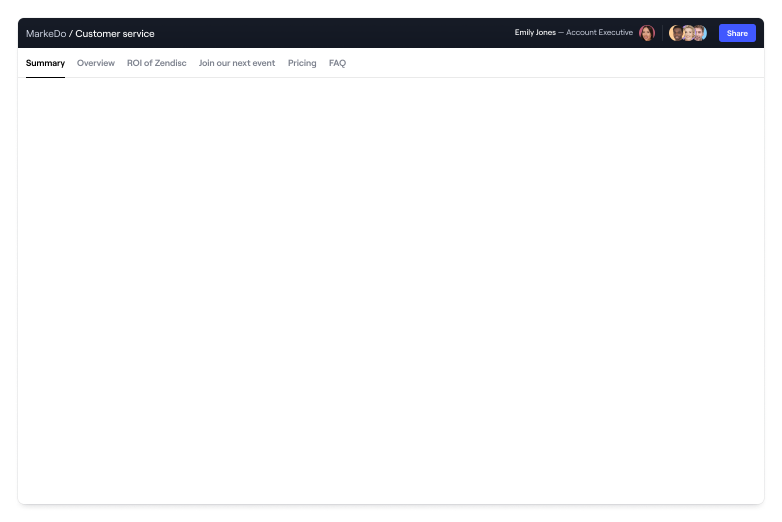 MarkeDo / Customer service
Emily Jones — Account Executive
Share
Summary Overview ROI of Zendisc Join our next event Pricing FAQ